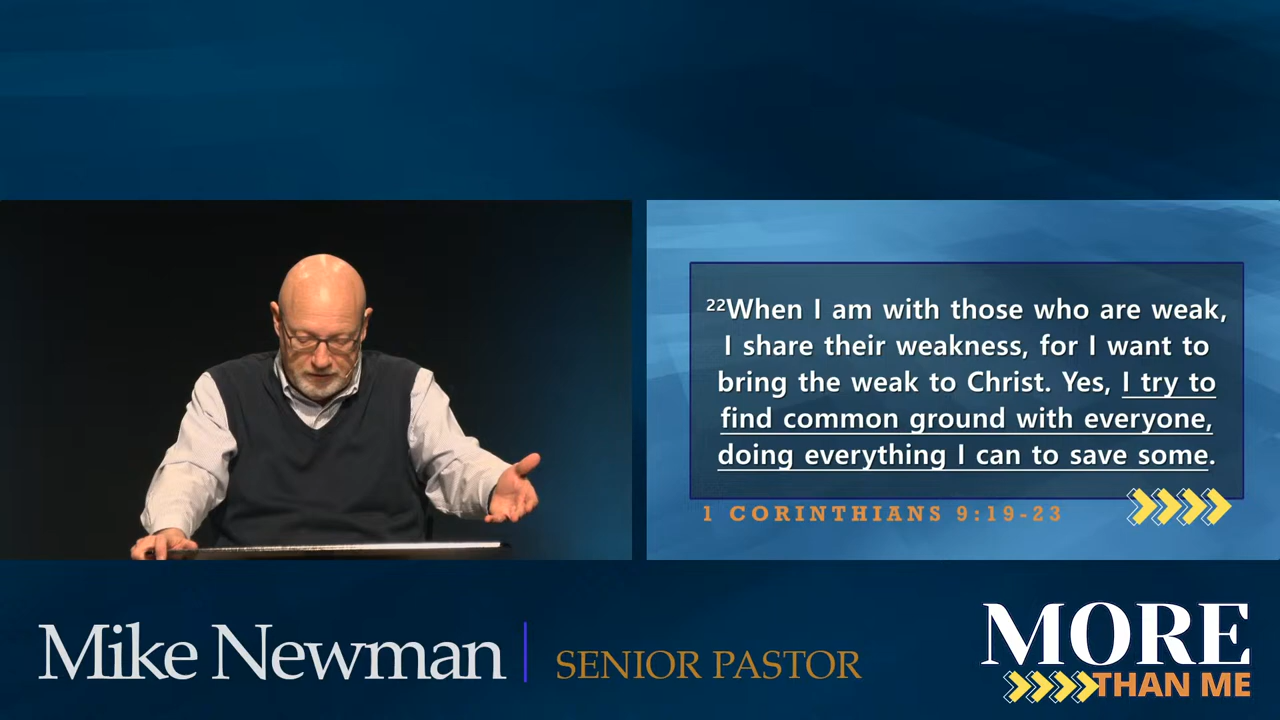 ²²When I am with those who are weak,
I share their weakness, for I want to
bring the weak to Christ. Yes, I try to
find common ground with everyone,
doing everything I can to save some.
1 CORINTHIANS 9:19-23
Mike Newman
SENIOR PASTOR
MORE
THAN ME